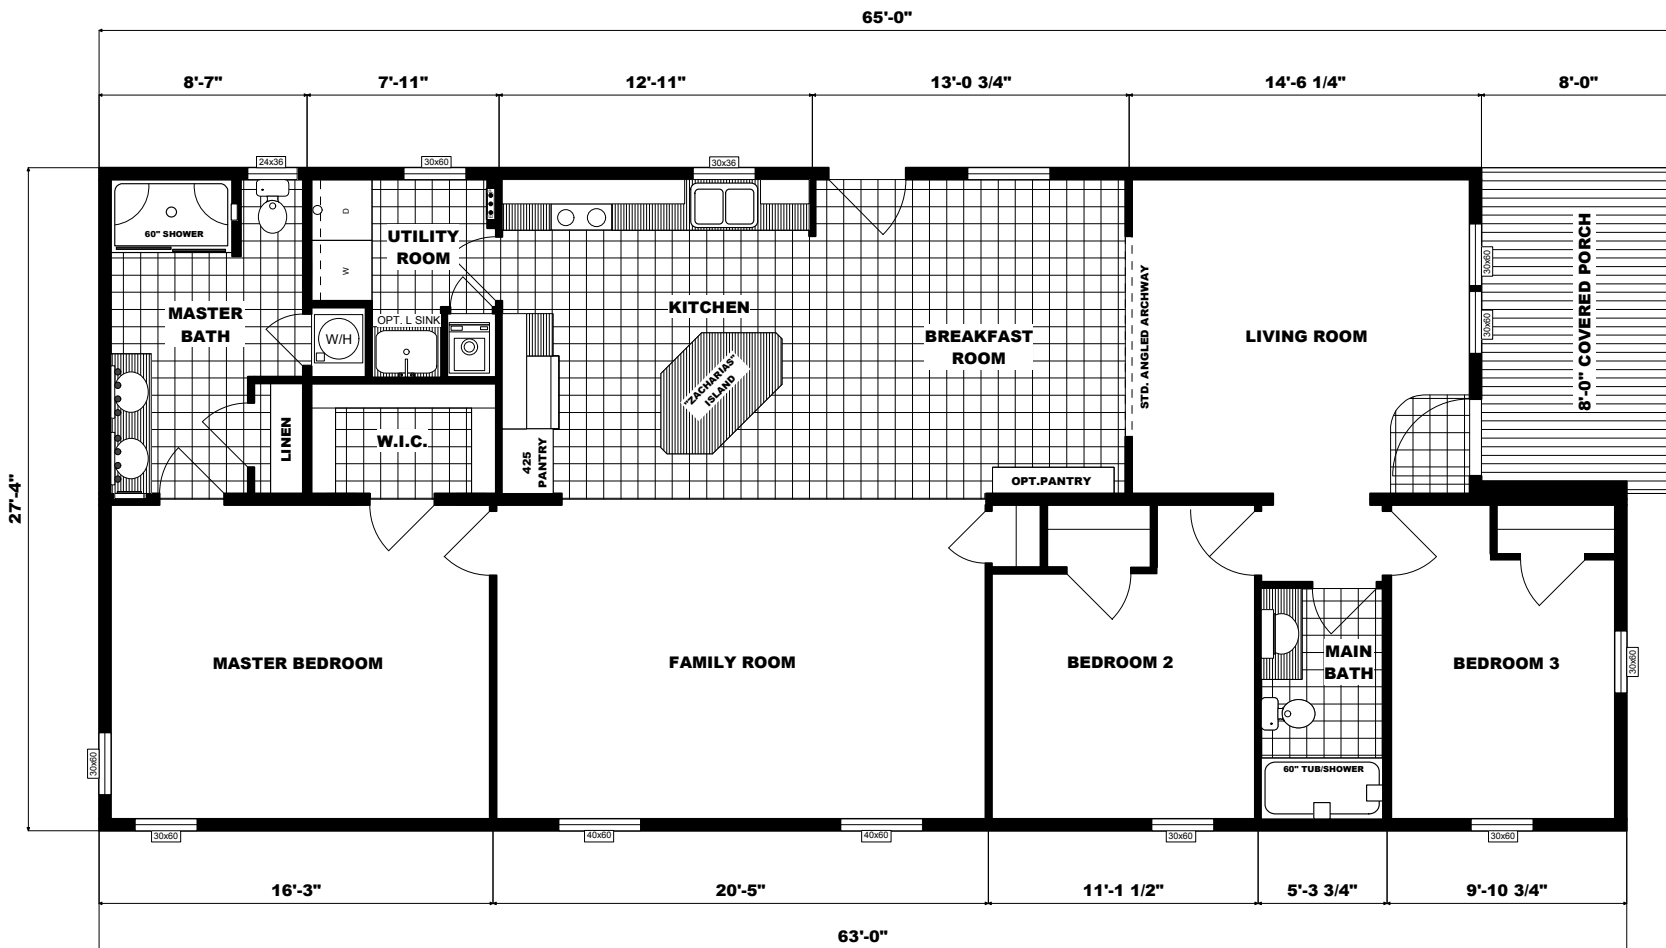 65'-0"
8'-7" 7'-11" 12'-11" 13'-0 3/4" 14'-6 1/4" 8'-0"
24x36 30x60 30x36
60" SHOWER
D
W
UTILITY
ROOM
KITCHEN
MASTER
BATH
W/H
OPT. L SINK
"ZACHARIAS"
ISLAND
BREAKFAST
ROOM
STD. ANGLED ARCHWAY
LIVING ROOM
30x60
30x60
8'-0" COVERED PORCH
LINEN
W.I.C.
425
PANTRY
OPT.PANTRY
27'-4"
MASTER BEDROOM
FAMILY ROOM
BEDROOM 2
MAIN
BATH
BEDROOM 3
30x60
60" TUB/SHOWER
30x60
30x60 40x60 40x60 30x60 30x60
16'-3" 20'-5" 11'-1 1/2" 5'-3 3/4" 9'-10 3/4"
63'-0"